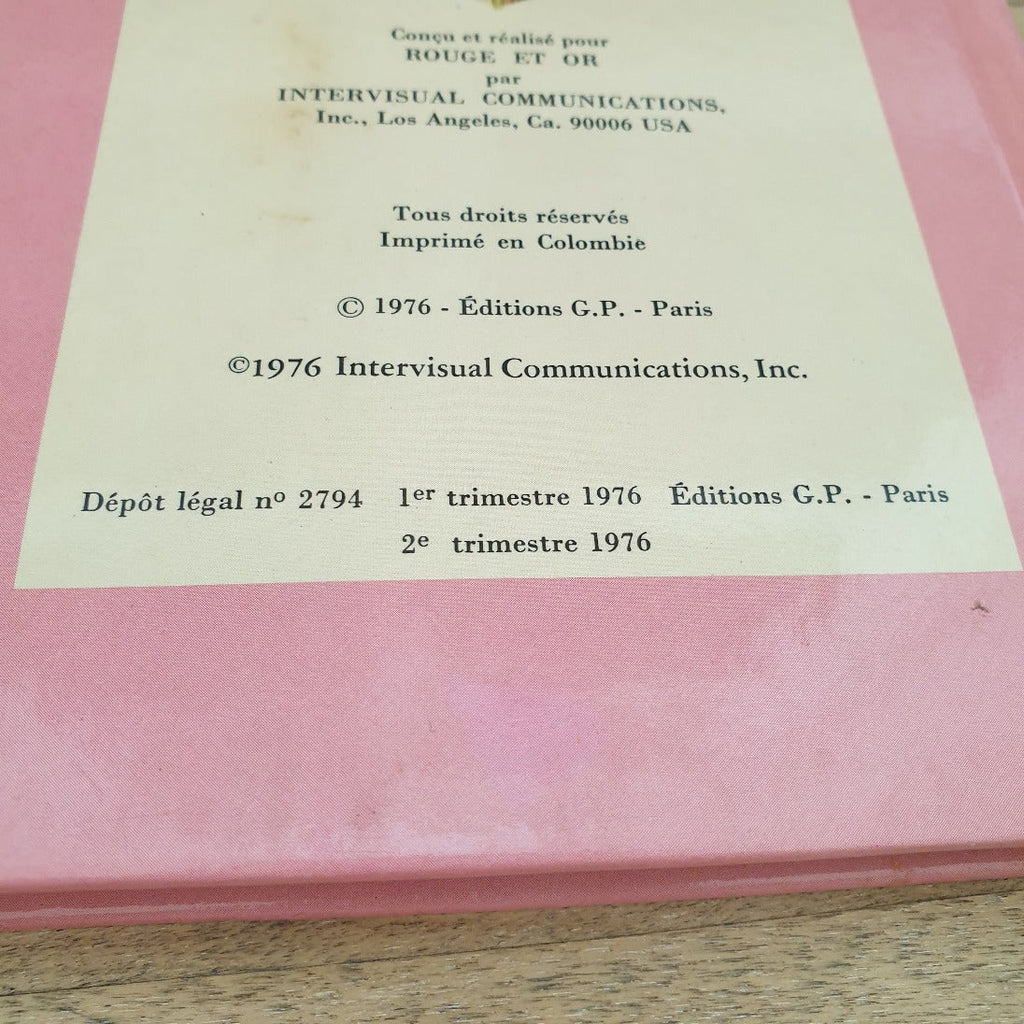 Conçu et réalisé pour
ROUGE ET OR
par
INTERVISUAL COMMUNICATIONS,
Inc., Los Angeles, Ca. 90006 USA
Tous droits réservés
Imprimé en Colombie
© 1976 - Éditions G.P. - Paris
©1976 Intervisual Communications, Inc.
Dépôt légal nº 2794 1er trimestre 1976 Éditions G.P. - Paris
2e trimestre 1976